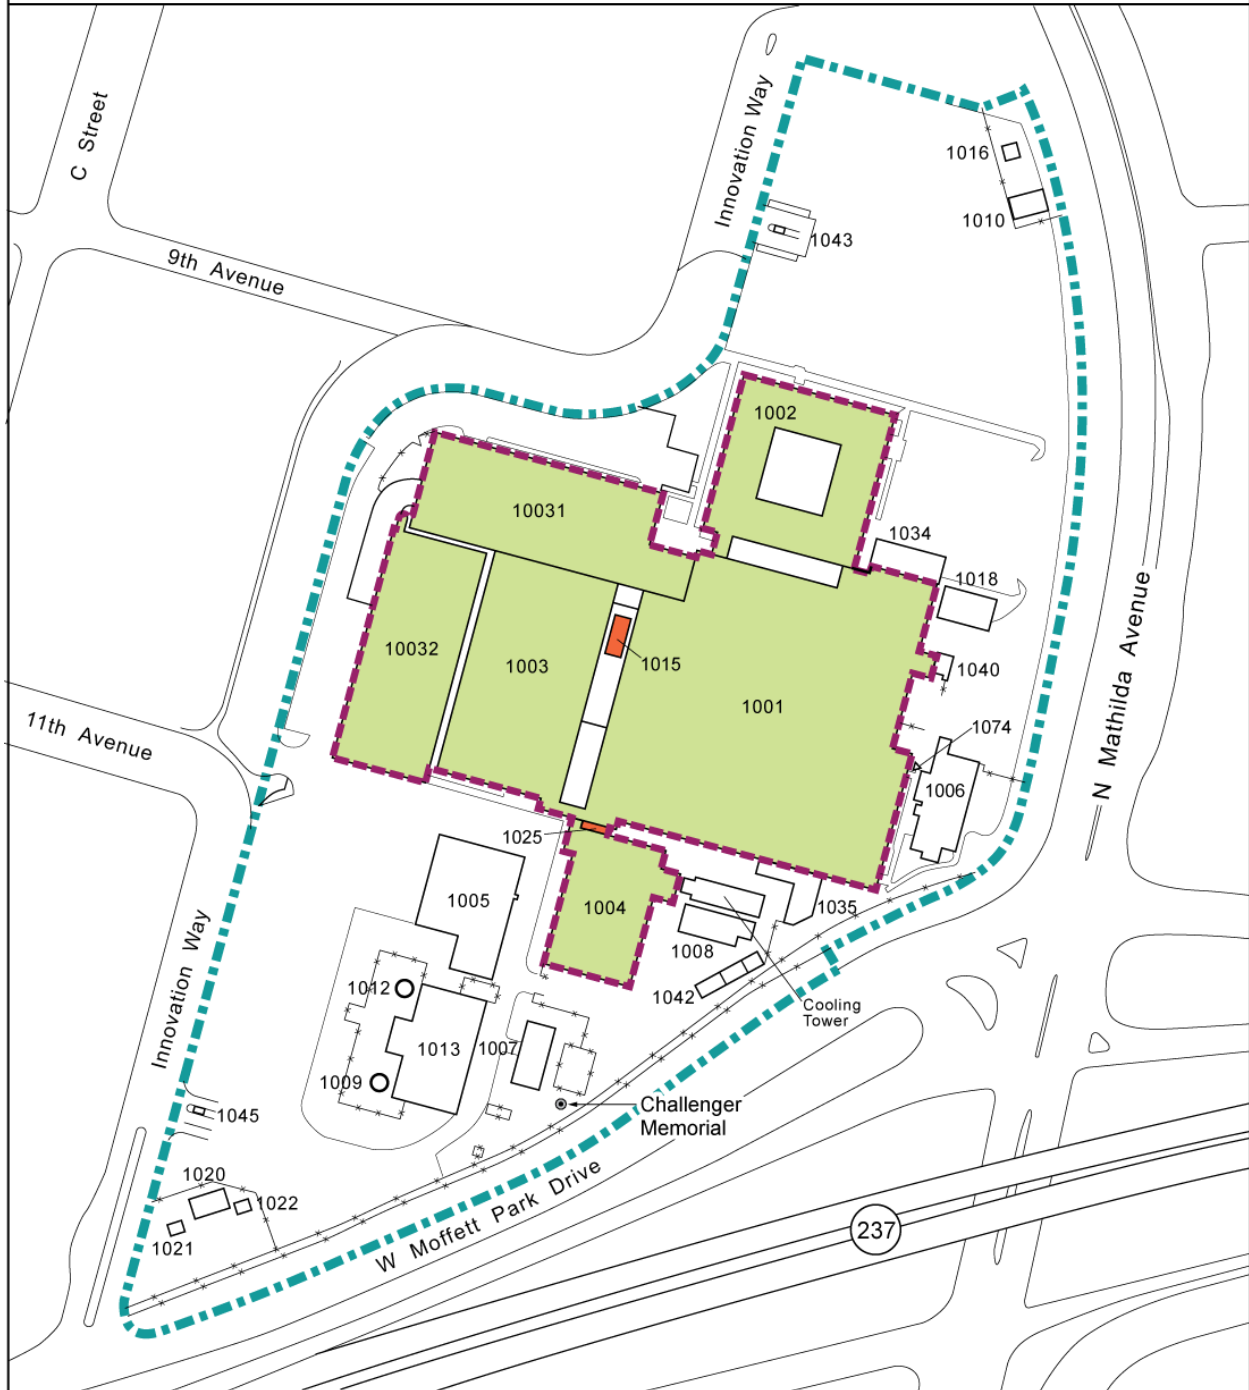 C Street
Innovation Way
1016
1010
1043
9th Avenue
1002
10031
1034
1018
10032
1003
1015
1040
1001
11th Avenue
N Mathilda Avenue
1074
1006
1025
1005
1004
1035
1008
1012
1042
Cooling
Tower
Innovation Way
1013
1007
1009
Challenger
Memorial
1045
1020
1022
1021
W Moffett Park Drive
237